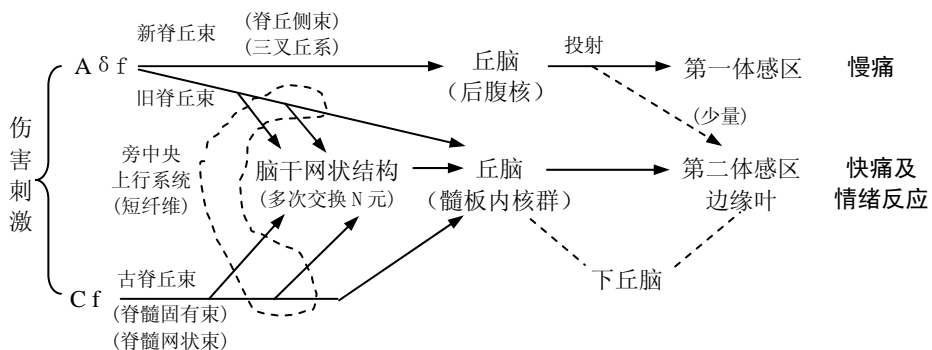 新脊丘束
(脊丘侧束)
(三叉丘系)
Aδf
丘脑
(后腹核)
投射
第一体感区
慢痛
旧脊丘束
(少量)
伤害刺激
旁中央
上行系统
(短纤维)
脑干网状结构
(多次交换N元)
丘脑
(髓板内核群)
第二体感区
边缘叶
快痛及
情绪反应
下丘脑
古脊丘束
Cf
(脊髓固有束)
(脊髓网状束)